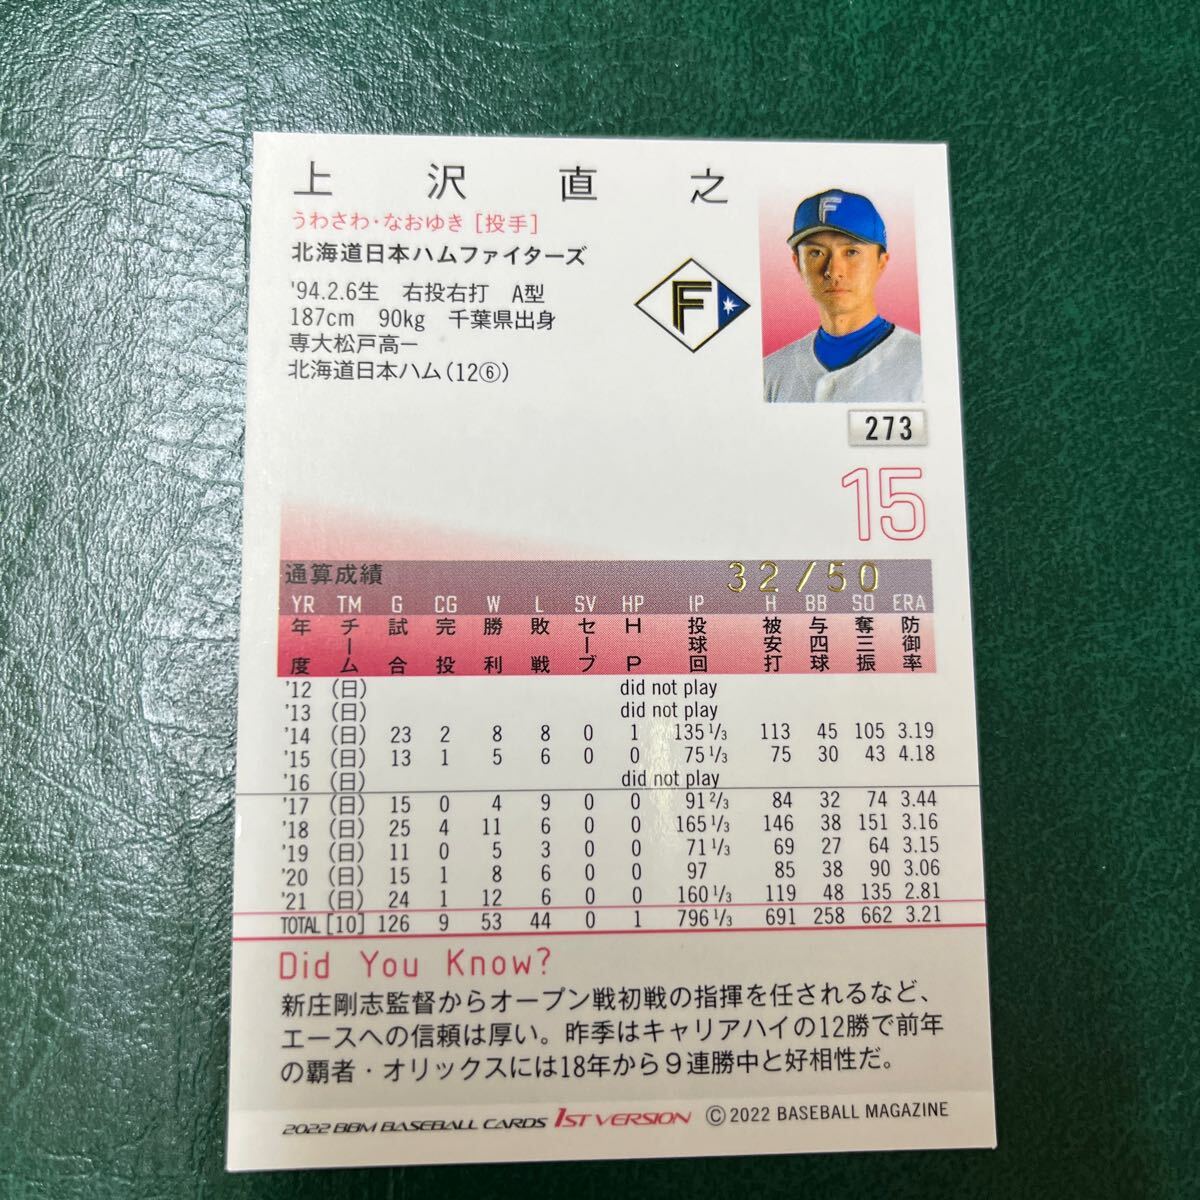 上沢直之
うわさわ・なおゆき［投手］
北海道日本ハムファイターズ
'94.2.6生　右投右打　A型
187cm　90kg　千葉県出身
専大松戸高－
北海道日本ハム(12⑥)
F
F
273
15
通算成績 32/50
YR TM G CG W L SV HP IP H BB SO ERA
年度 チーム 試合 完投 勝利 敗戦 セーブ HP 投球回 被安打 与四球 奪三振 防御率
'12 (日) did not play
'13 (日) did not play
'14 (日) 23 2 8 8 0 1 135 1/3 113 45 105 3.19
'15 (日) 13 1 5 6 0 0 75 1/3 75 30 43 4.18
'16 (日) did not play
'17 (日) 15 0 4 9 0 0 91 2/3 84 32 74 3.44
'18 (日) 25 4 11 6 0 0 165 1/3 146 38 151 3.16
'19 (日) 11 0 5 3 0 0 71 1/3 69 27 64 3.15
'20 (日) 15 1 8 6 0 0 97 85 38 90 3.06
'21 (日) 24 1 12 6 0 0 160 1/3 119 48 135 2.81
TOTAL [10] 126 9 53 44 0 1 796 1/3 691 258 662 3.21
Did You Know?
新庄剛志監督からオープン戦初戦の指揮を任されるなど、
エースへの信頼は厚い。昨季はキャリアハイの12勝で前年
の覇者・オリックスには18年から９連勝中と好相性だ。
2022 BBM BASEBALL CARDS 1ST VERSION Ⓒ 2022 BASEBALL MAGAZINE